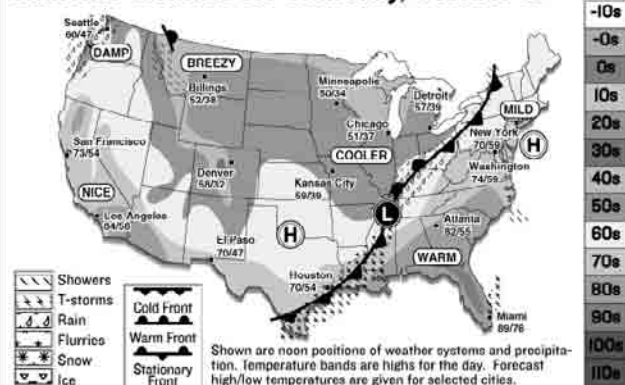 Seattle
60/47
DAMP
BREEZY
Billings
52/38
Minneapolis
50/34
Detroit
57/39
MILD
Chicago
51/37
New York
70/59
H
San Francisco
73/54
COOLER
Denver
58/32
Kansas City
59/39
Washington
74/59
NICE
L
Los Angeles
Atlanta
82/55
El Paso
70/47
H
WARM
Houston
70/54
Miami
89/76
Showers
T-storms
Rain
Flurries
Snow
Ice
Cold Front
Warm Front
Stationary
Front
Shown are noon positions of weather systems and precipita-
tion. Temperature bands are highs for the day. Forecast
high/low temperatures are given for selected cities.
-10s
-0s
0s
10s
20s
30s
40s
50s
60s
70s
80s
90s
100s
110s